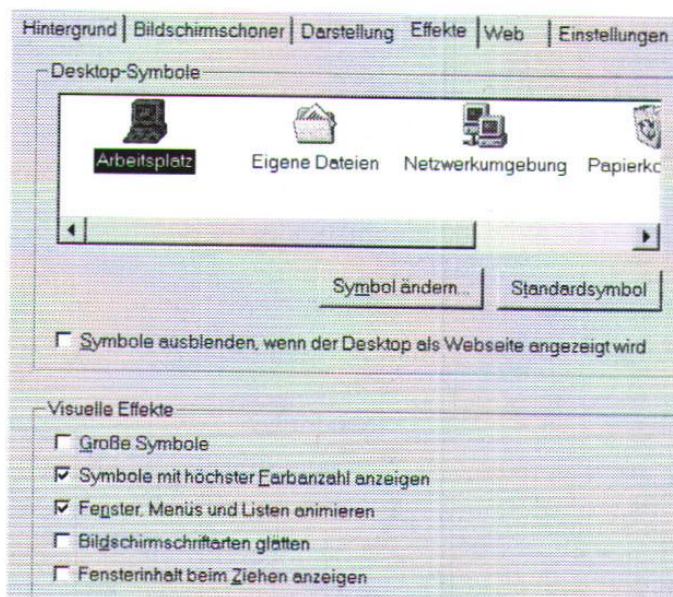 Hintergrund Bildschirmschoner Darstellung Effekte Web Einstellungen
Desktop-Symbole
Arbeitsplatz Eigene Dateien Netzwerkumgebung Papierko
Symbol ändern... Standardsymbol
Symbole ausblenden, wenn der Desktop als Webseite angezeigt wird
Visuelle Effekte
Große Symbole
Symbole mit höchster Farbanzahl anzeigen
Fenster, Menüs und Listen animieren
Bildschirmschriftarten glätten
Fensterinhalt beim Ziehen anzeigen